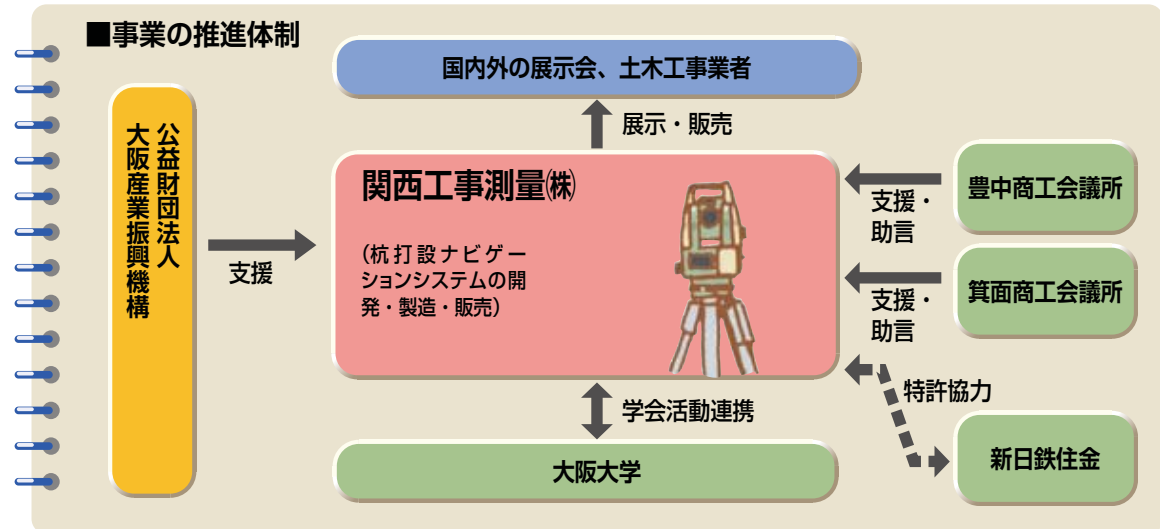 ■事業の推進体制
国内外の展示会、土木工事業者
展示・販売
公益財団法人
大阪産業振興機構
支援
関西工事測量㈱
(杭打設ナビゲー
ションシステムの開
発・製造・販売)
支援・
助言
豊中商工会議所
支援・
助言
箕面商工会議所
特許協力
新日鉄住金
学会活動連携
大阪大学